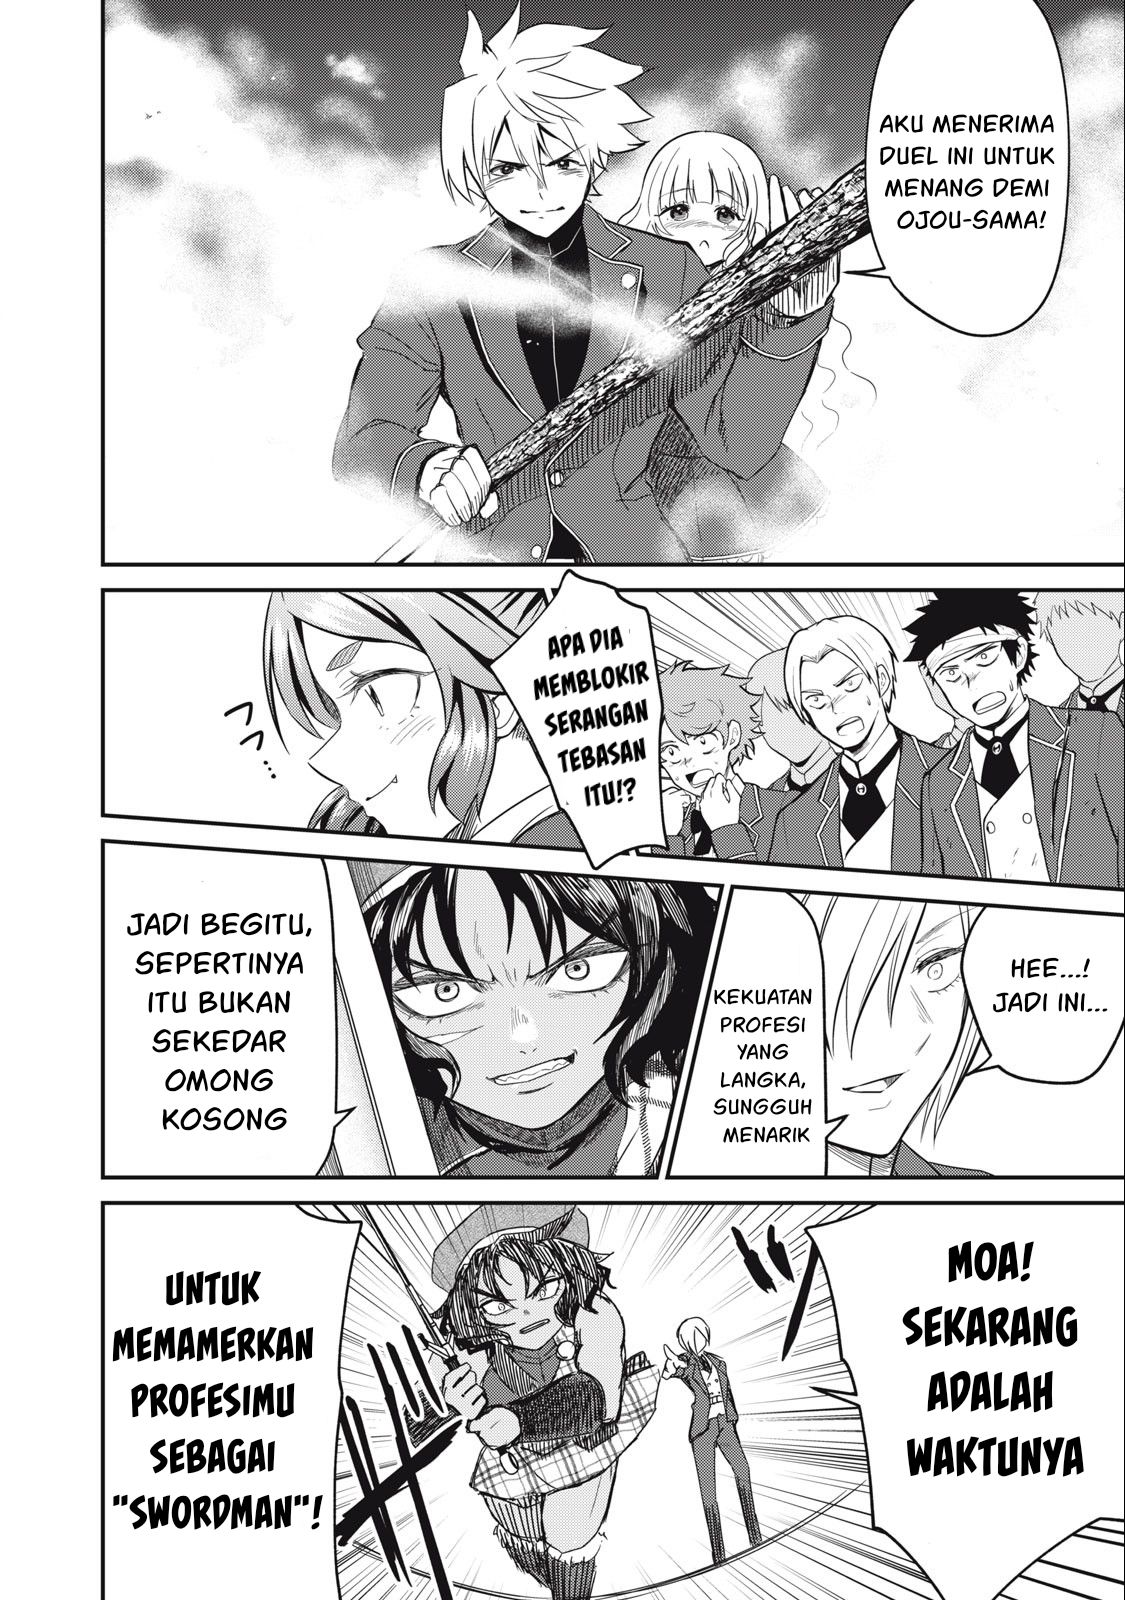 AKU MENERIMA
DUEL INI UNTUK
MENANG DEMI
OJOU-SAMA!
APA DIA
MEMBLOKIR
SERANGAN
TEBASAN
ITU!?
フフ…
HEE...!
JADI INI...
KEKUATAN
PROFESI
YANG
LANGKA,
SUNGGUH
MENARIK
JADI BEGITU,
SEPERTINYA
ITU BUKAN
SEKEDAR
OMONG
KOSONG
MOA!
SEKARANG
ADALAH
WAKTUNYA
UNTUK
MEMAMERKAN
PROFESIMU
SEBAGAI
"SWORDMAN"!